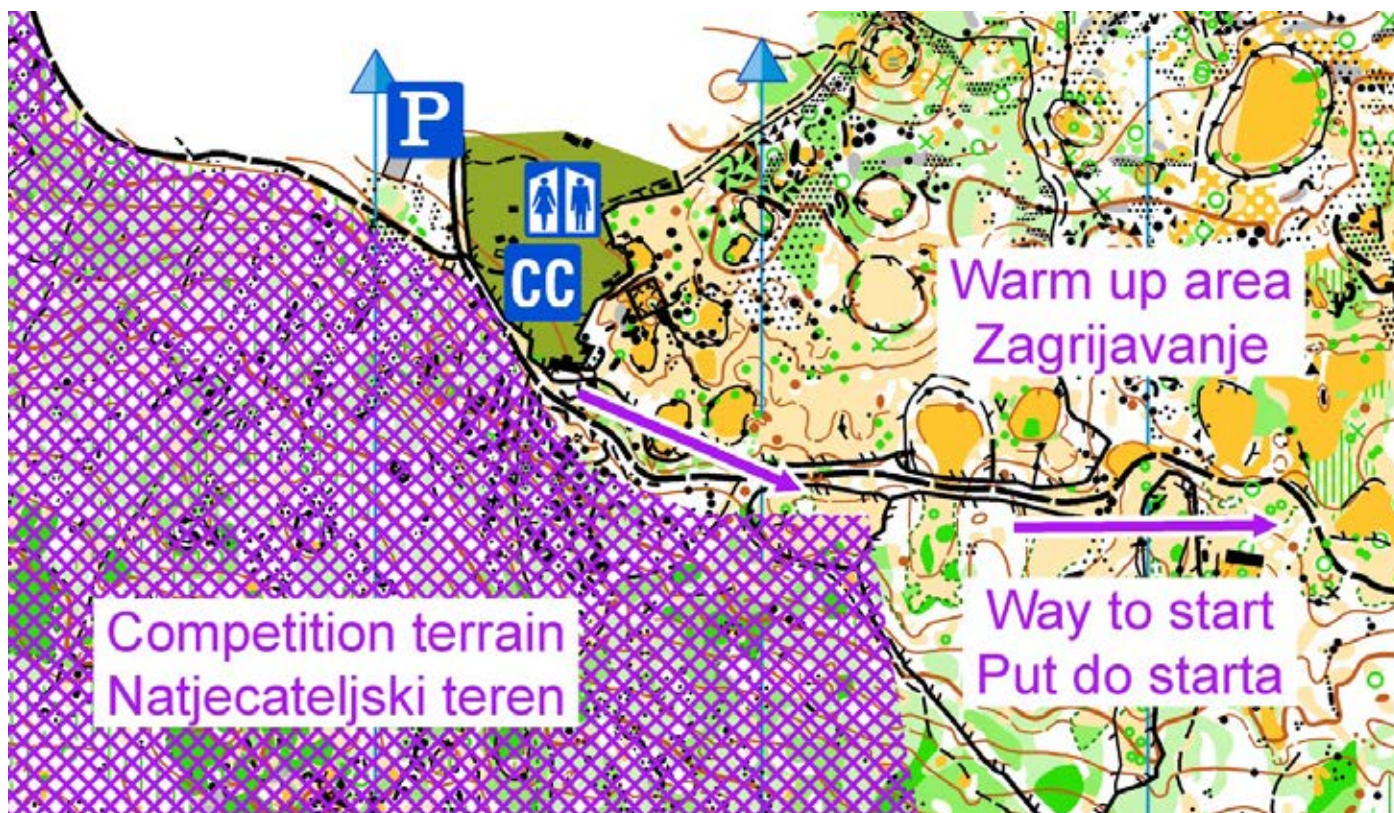 P
CC
Warm up area
Zagrijavanje
Way to start
Put do starta
Competition terrain
Natjecateljski teren